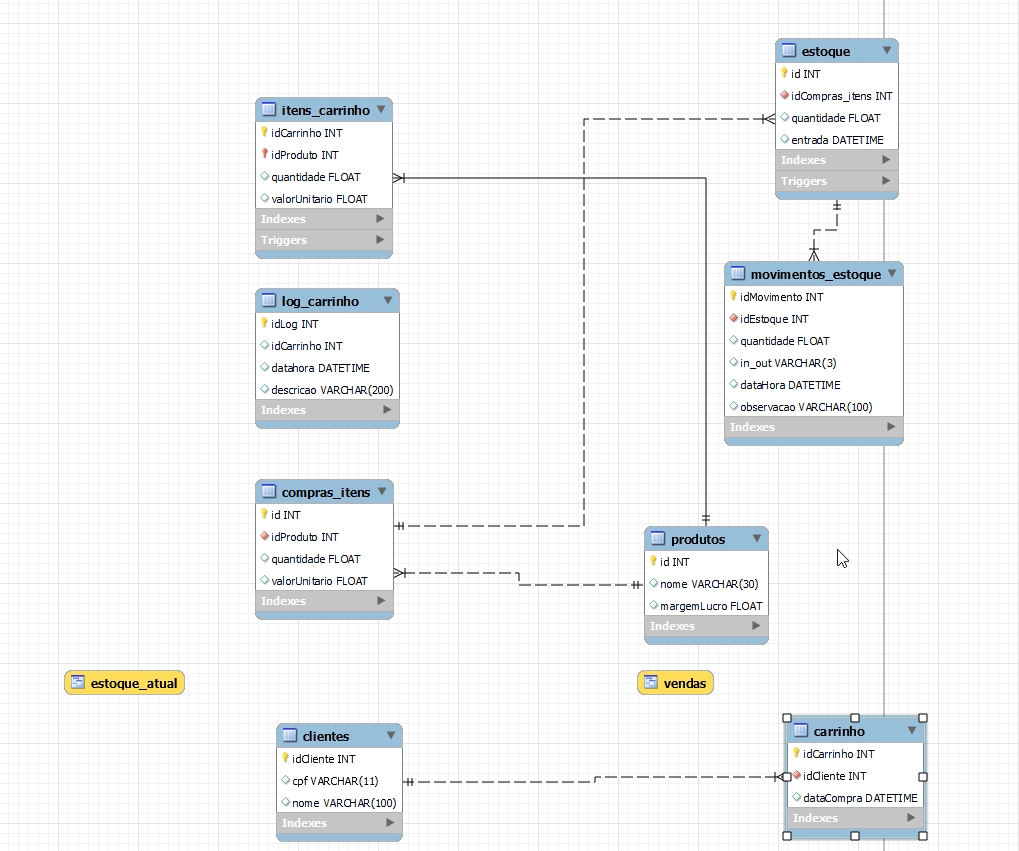 estoque
id INT
idCompras_itens INT
quantidade FLOAT
entrada DATETIME
Indexes
Triggers
itens_carrinho
idCarrinho INT
idProduto INT
quantidade FLOAT
valorUnitario FLOAT
Indexes
Triggers
movimentos_estoque
idMovimento INT
idEstoque INT
quantidade FLOAT
in_out VARCHAR(3)
dataHora DATETIME
observacao VARCHAR(100)
Indexes
log_carrinho
idLog INT
idCarrinho INT
datahora DATETIME
descricao VARCHAR(200)
Indexes
compras_itens
id INT
idProduto INT
quantidade FLOAT
valorUnitario FLOAT
Indexes
produtos
id INT
nome VARCHAR(30)
margemLucro FLOAT
Indexes
estoque_atual
vendas
clientes
idCliente INT
cpf VARCHAR(11)
nome VARCHAR(100)
Indexes
carrinho
idCarrinho INT
idCliente INT
dataCompra DATETIME
Indexes